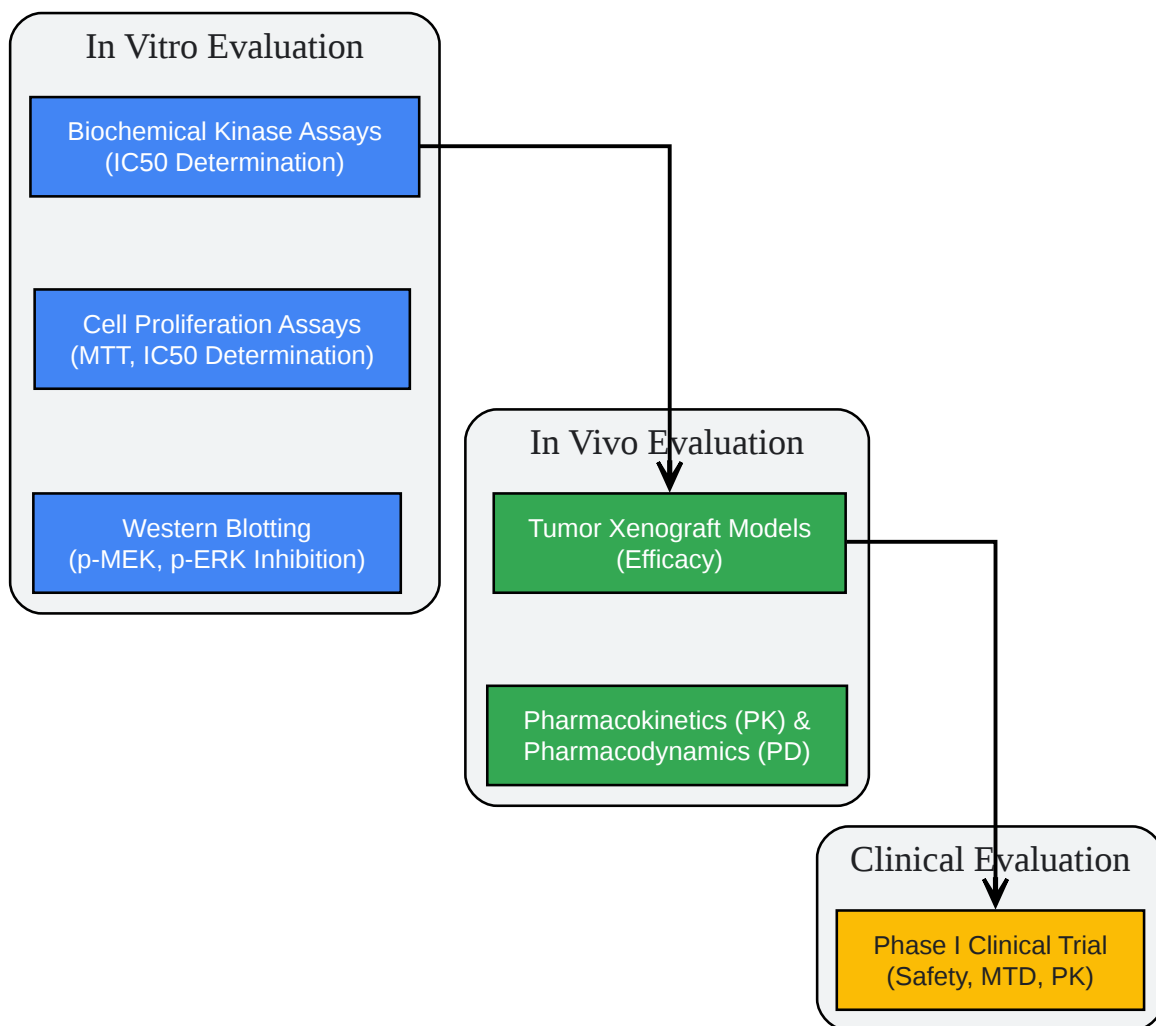 In Vitro Evaluation
Biochemical Kinase Assays
(IC50 Determination)
Cell Proliferation Assays
(MTT, IC50 Determination)
Western Blotting
(p-MEK, p-ERK Inhibition)
In Vivo Evaluation
Tumor Xenograft Models
(Efficacy)
Pharmacokinetics (PK) &
Pharmacodynamics (PD)
Clinical Evaluation
Phase I Clinical Trial
(Safety, MTD, PK)